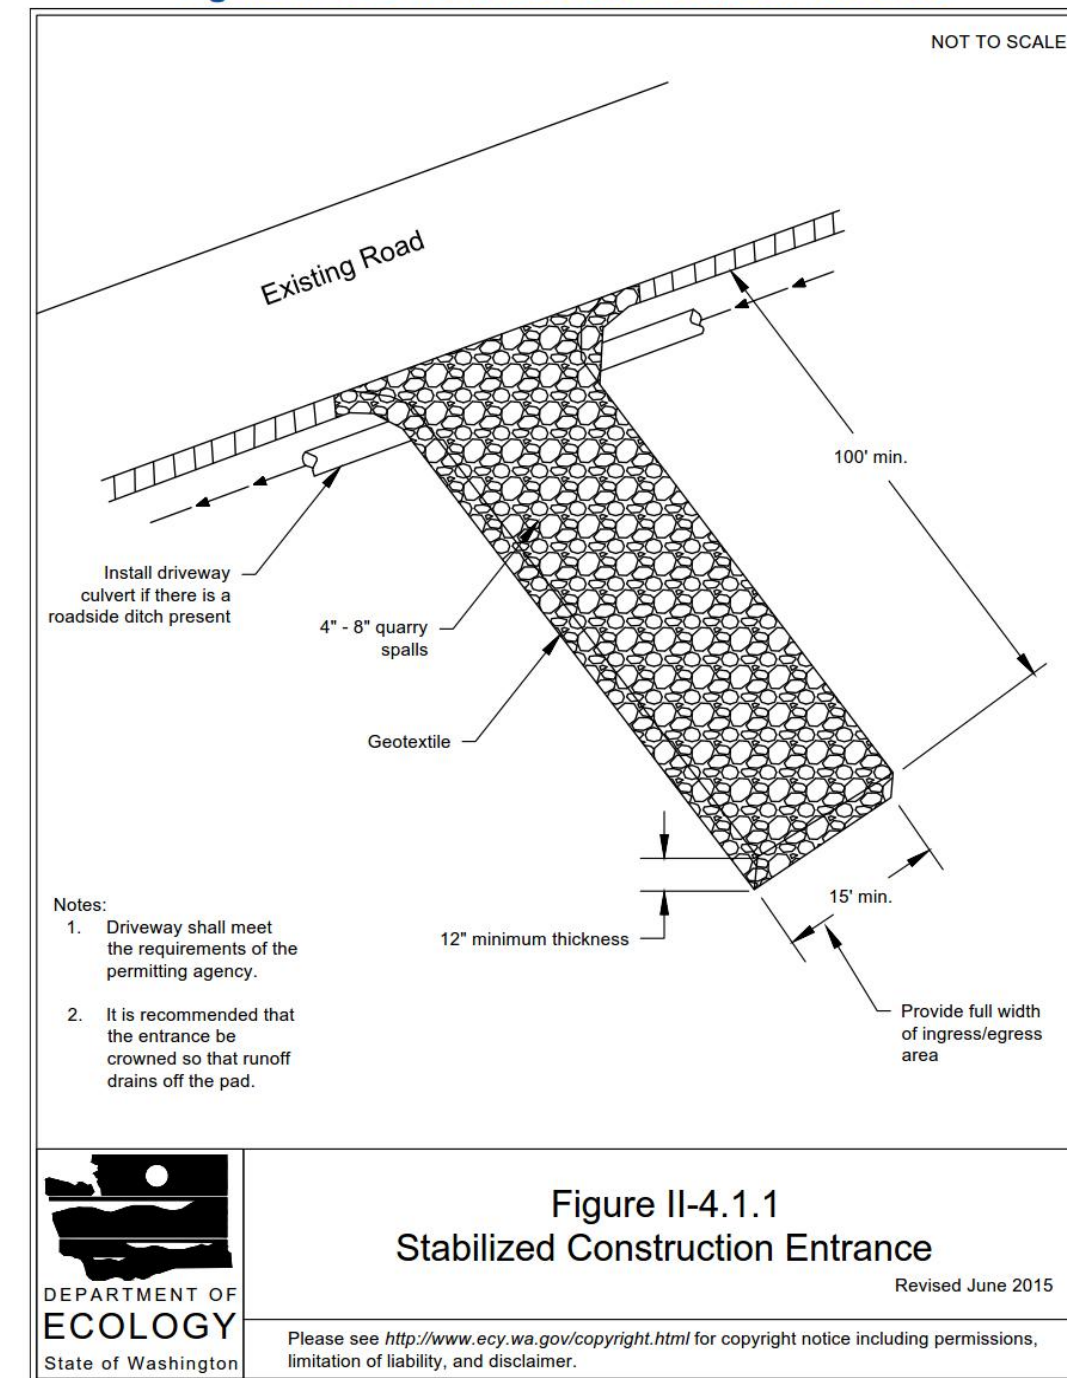 NOT TO SCALE
Existing Road
100' min.
Install driveway
culvert if there is a
roadside ditch present
4" - 8" quarry
spalls
Geotextile
15' min.
12" minimum thickness
Provide full width
of ingress/egress
area
Notes:
1. Driveway shall meet
the requirements of the
permitting agency.
2. It is recommended that
the entrance be
crowned so that runoff
drains off the pad.
DEPARTMENT OF
ECOLOGY
State of Washington
Figure II-4.1.1
Stabilized Construction Entrance
Revised June 2015
Please see http://www.ecy.wa.gov/copyright.html for copyright notice including permissions,
limitation of liability, and disclaimer.